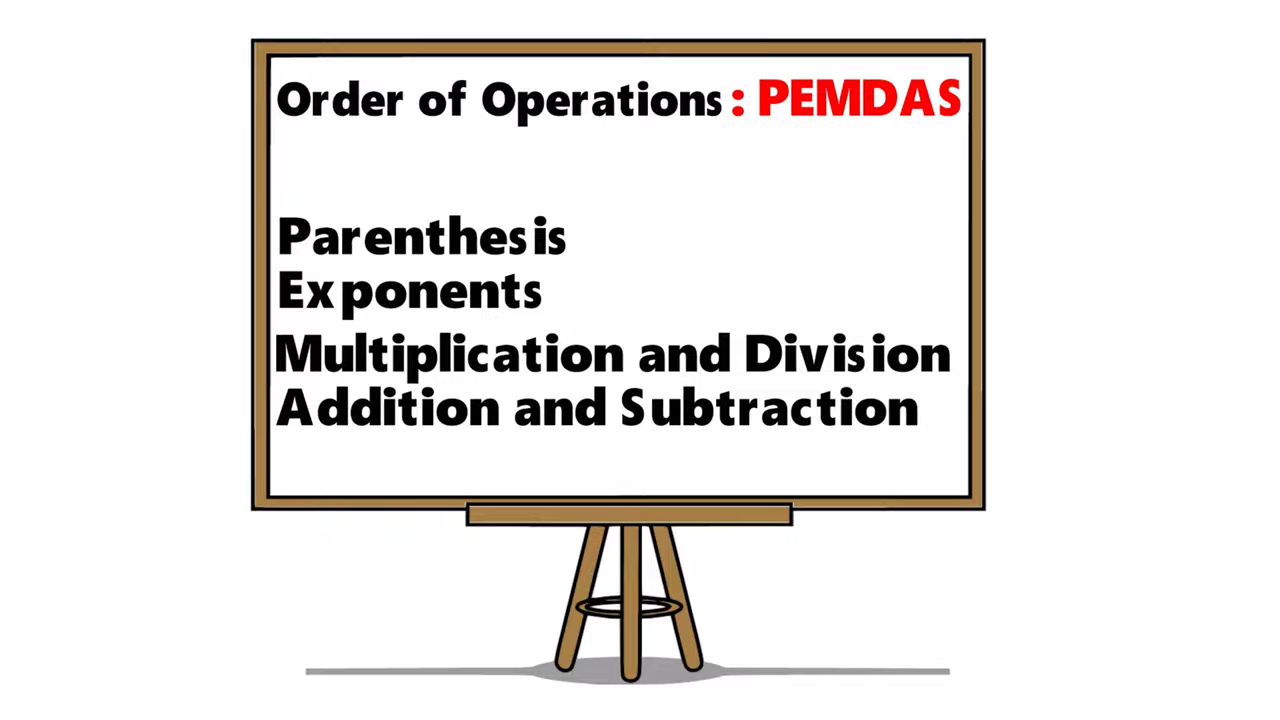 Order of Operations: PEMDAS
Parenthesis
Exponents
Multiplication and Division
Addition and Subtraction